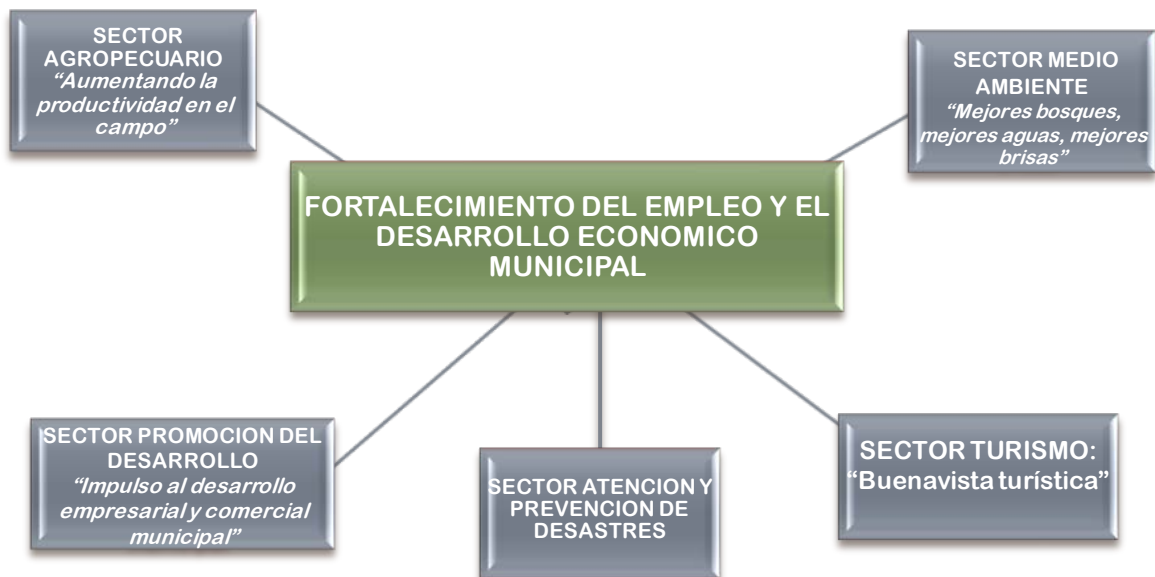 SECTOR
AGROPECUARIO
“Aumentando la
productividad en el
campo”
SECTOR MEDIO
AMBIENTE
“Mejores bosques,
mejores aguas, mejores
brisas”
FORTALECIMIENTO DEL EMPLEO Y EL
DESARROLLO ECONOMICO
MUNICIPAL
SECTOR PROMOCION DEL
DESARROLLO
“Impulso al desarrollo
empresarial y comercial
municipal”
SECTOR ATENCION Y
PREVENCION DE
DESASTRES
SECTOR TURISMO:
“Buenavista turística”